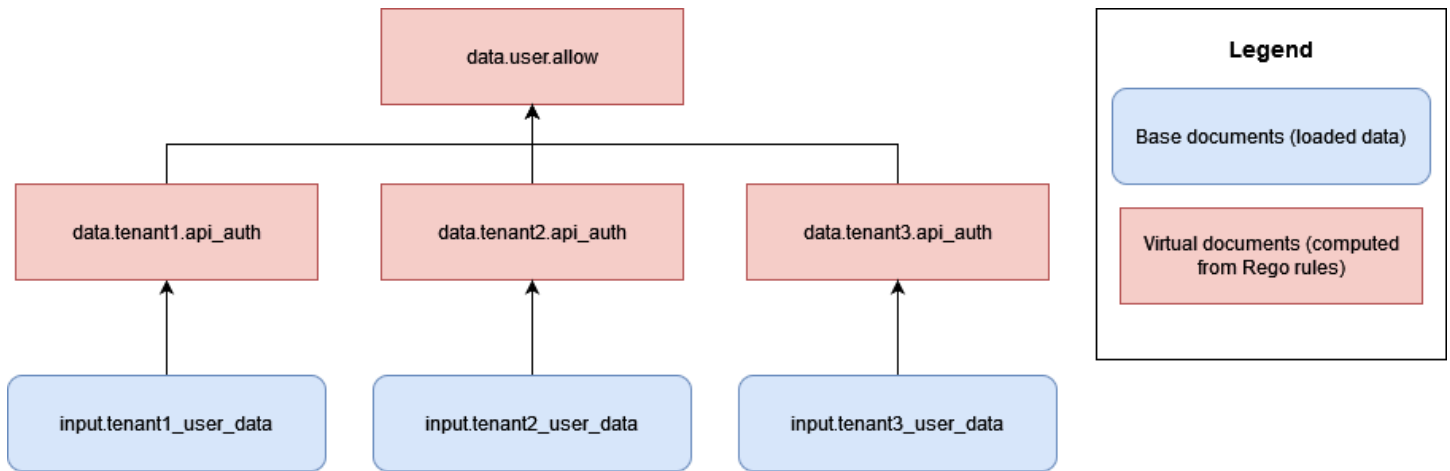 data.user.allow
Legend
Base documents (loaded data)
data.tenant1.api_auth
data.tenant2.api_auth
data.tenant3.api_auth
Virtual documents (computed
from Rego rules)
input.tenant1_user_data
input.tenant2_user_data
input.tenant3_user_data